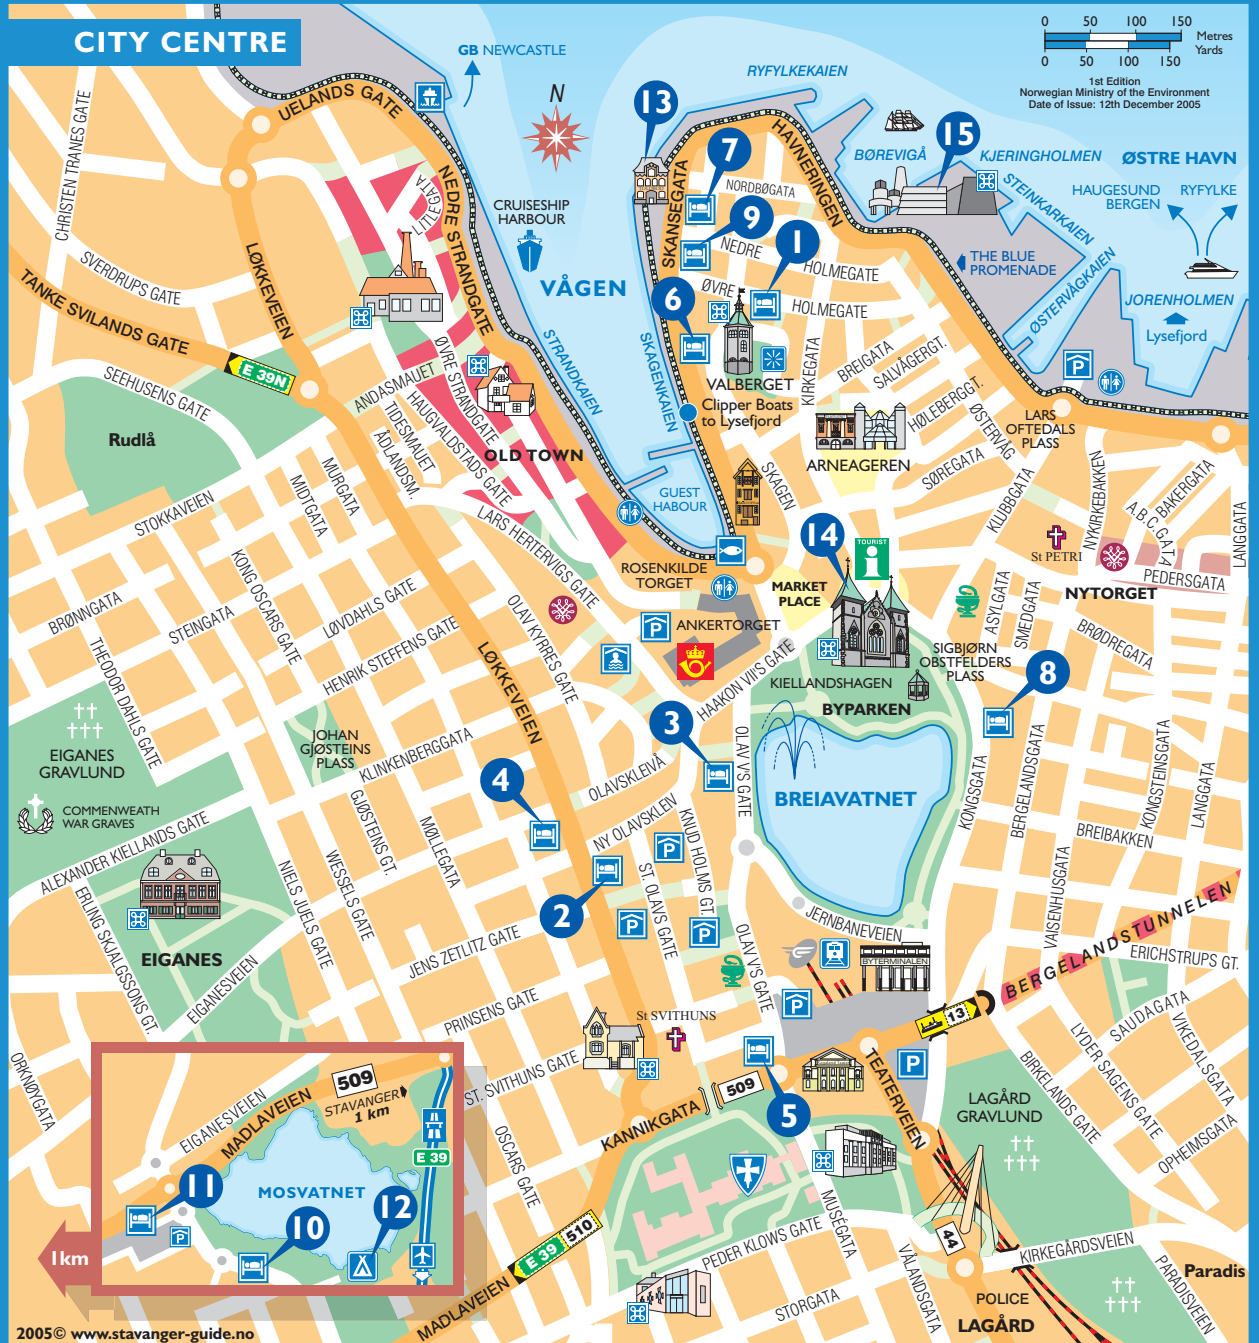 CITY CENTRE
GB NEWCASTLE
N
0 50 100 150
Metres
Yards
0 50 100 150
1st Edition
Norwegian Ministry of the Environment
Date of Issue: 12th December 2005
RYFYLKEKAIEN
13
7
15
BØREVIGÅ
KJERINGHOLMEN
ØSTRE HAVN
HAUGESUND
BERGEN
RYFYLKE
STEINKARKAIEN
ØSTERVÅGKAIEN
THE BLUE
PROMENADE
JORENHOLMEN
Lysefjord
CHRISTEN TRANES GATE
UELANDS GATE
NEDRE STRANDGATE
LITLEGATA
CRUISESHIP
HARBOUR
VÅGEN
SKANSEGATA
HAVNERINGEN
NORDBØGATA
9
1
NEDRE
HOLMEGATE
ØVRE
HOLMEGATE
6
SVERDRUPS GATE
TANKE SVILANDS GATE
LØKKEVEIEN
E 39N
SEEHUSENS GATE
Rudlå
STRANDKAIEN
SKAGENKAIEN
VALBERGET
Clipper Boats
to Lysefjord
KIRKEGATA
BREIGATA
SALVÅGERGT.
HØLEBERGGT.
ØSTERVÅG
LARS
OFTEDALS
PLASS
ANDASMAUET
TIDESMAUET
ÅDLANDSM.
ØVRE STRANDGATE
HAUGVALDSTADS GATE
OLD TOWN
ARNEAGEREN
SKAGEN
SØREGATA
KLUBBGATA
NYKIRKEBAKKEN
BAKERGATA
A.B.C. GATA
LANGGATA
MURGATA
MIDTGATA
STOKKAVEIEN
GUEST
HABOUR
LARS HERTERVIGS GATE
ROSENKILDE
TORGET
14
TOURIST
i
MARKET
PLACE
St PETRI
PEDERSGATA
NYTORGET
BRØNNGATA
STEINGATA
KONG OSCARS GATE
LØVDAHLS GATE
OLAV KYRRES GATE
P
ANKERTORGET
HAAKON VII'S GATE
ASYLGATA
SMEDGATA
BRØDREGATA
SIGBJØRN
OBSTFELDERS
PLASS
KIELLANDSHAGEN
BYPARKEN
8
THEODOR DAHLS GATE
HENRIK STEFFENS GATE
LØKKEVEIEN
3
EIGANES
GRAVLUND
JOHAN
GJØSTEINS
PLASS
KLINKENBERGGATA
OLAVSKLEIVÅ
OLAV V'S GATE
BREIAVATNET
KONGSGATA
BERGELANDSGATA
KONGSTEINSGATA
LANGGATA
COMMENWEATH
WAR GRAVES
4
NY OLAVSKLEN
KNUD HOLMS GT.
P
BREIBAKKEN
ALEXANDER KIELLANDS GATE
GJØSTEINS GT.
MØLLEGATA
WESSELS GATE
NIELS JUELS GATE
2
ST. OLAVS GATE
P
P
JERNBANEVEIEN
VAISENHUSGATA
BERGELANDSTUNNELEN
ERICHSTRUPS GT.
ERLING SKJALGSSONS GT.
EIGANES
EIGANESVEIEN
JENS ZETLITZ GATE
OLAV V'S GATE
BYTERMINALEN
PRINSENS GATE
St SVITHUNS
P
13
SAUDAGATA
VIKEDALSGATA
LYDER SAGENS GATE
BIRKELANDS GATE
OPHEIMSGATA
ORKNØYGATA
ST. SVITHUNS GATE
509
KANNIKGATA
5
TEATERVEIEN
P
LAGÅRD
GRAVLUND
EIGANESVEIEN
MADLAVEIEN
509
STAVANGER
1 km
E 39
MOSVATNET
11
10
12
P
1km
OSCARS GATE
E 39 510
MADLAVEIEN
PEDER KLOWS GATE
MUSÉGATA
STORGATA
VÅLANDSGATA
44
KIRKEGÅRDSVEIEN
Paradis
PARADISVEIEN
POLICE
LAGÅRD
2005© www.stavanger-guide.no